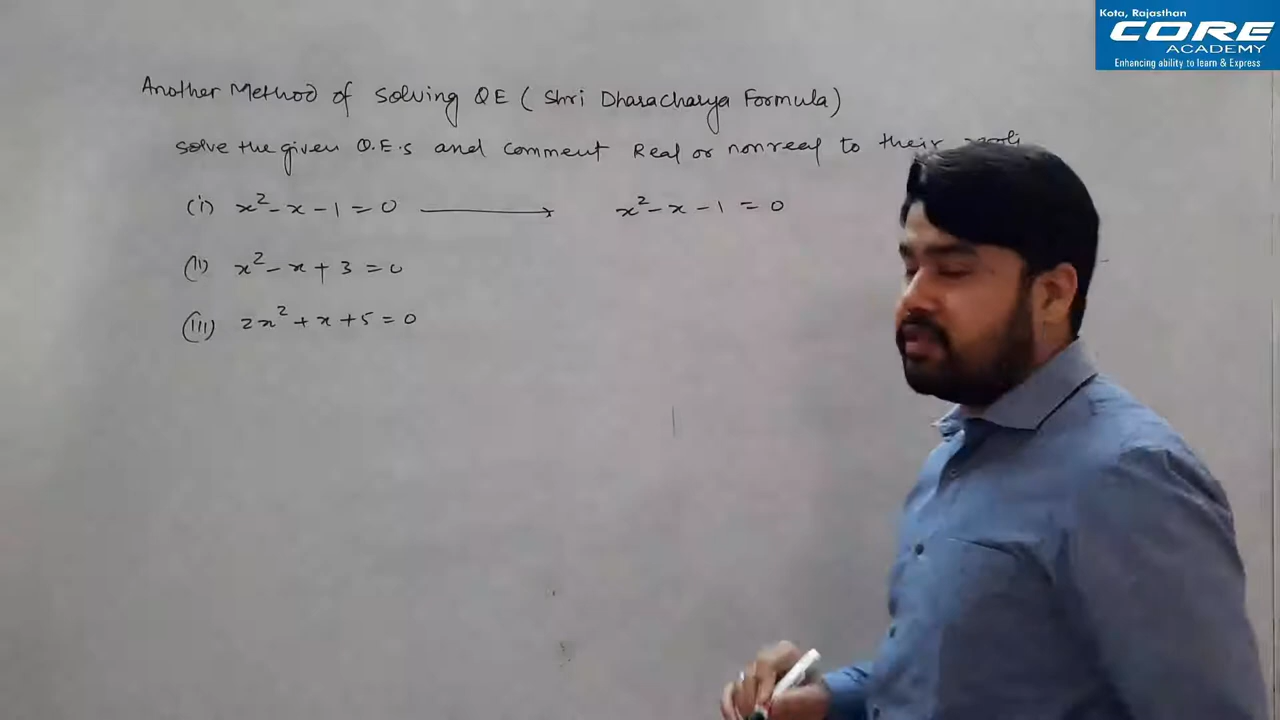 Kota, Rajasthan
CORE
ACADEMY
Enhancing ability to learn & Express
Another Method of solving QE ( Shri Dharacharya Formula)
solve the given Q.E.s and comment Real or nonreal to their
(i) x² - x - 1 = 0 → x² - x - 1 = 0
(ii) x² - x + 3 = 0
(iii) 2x² + x + 5 = 0